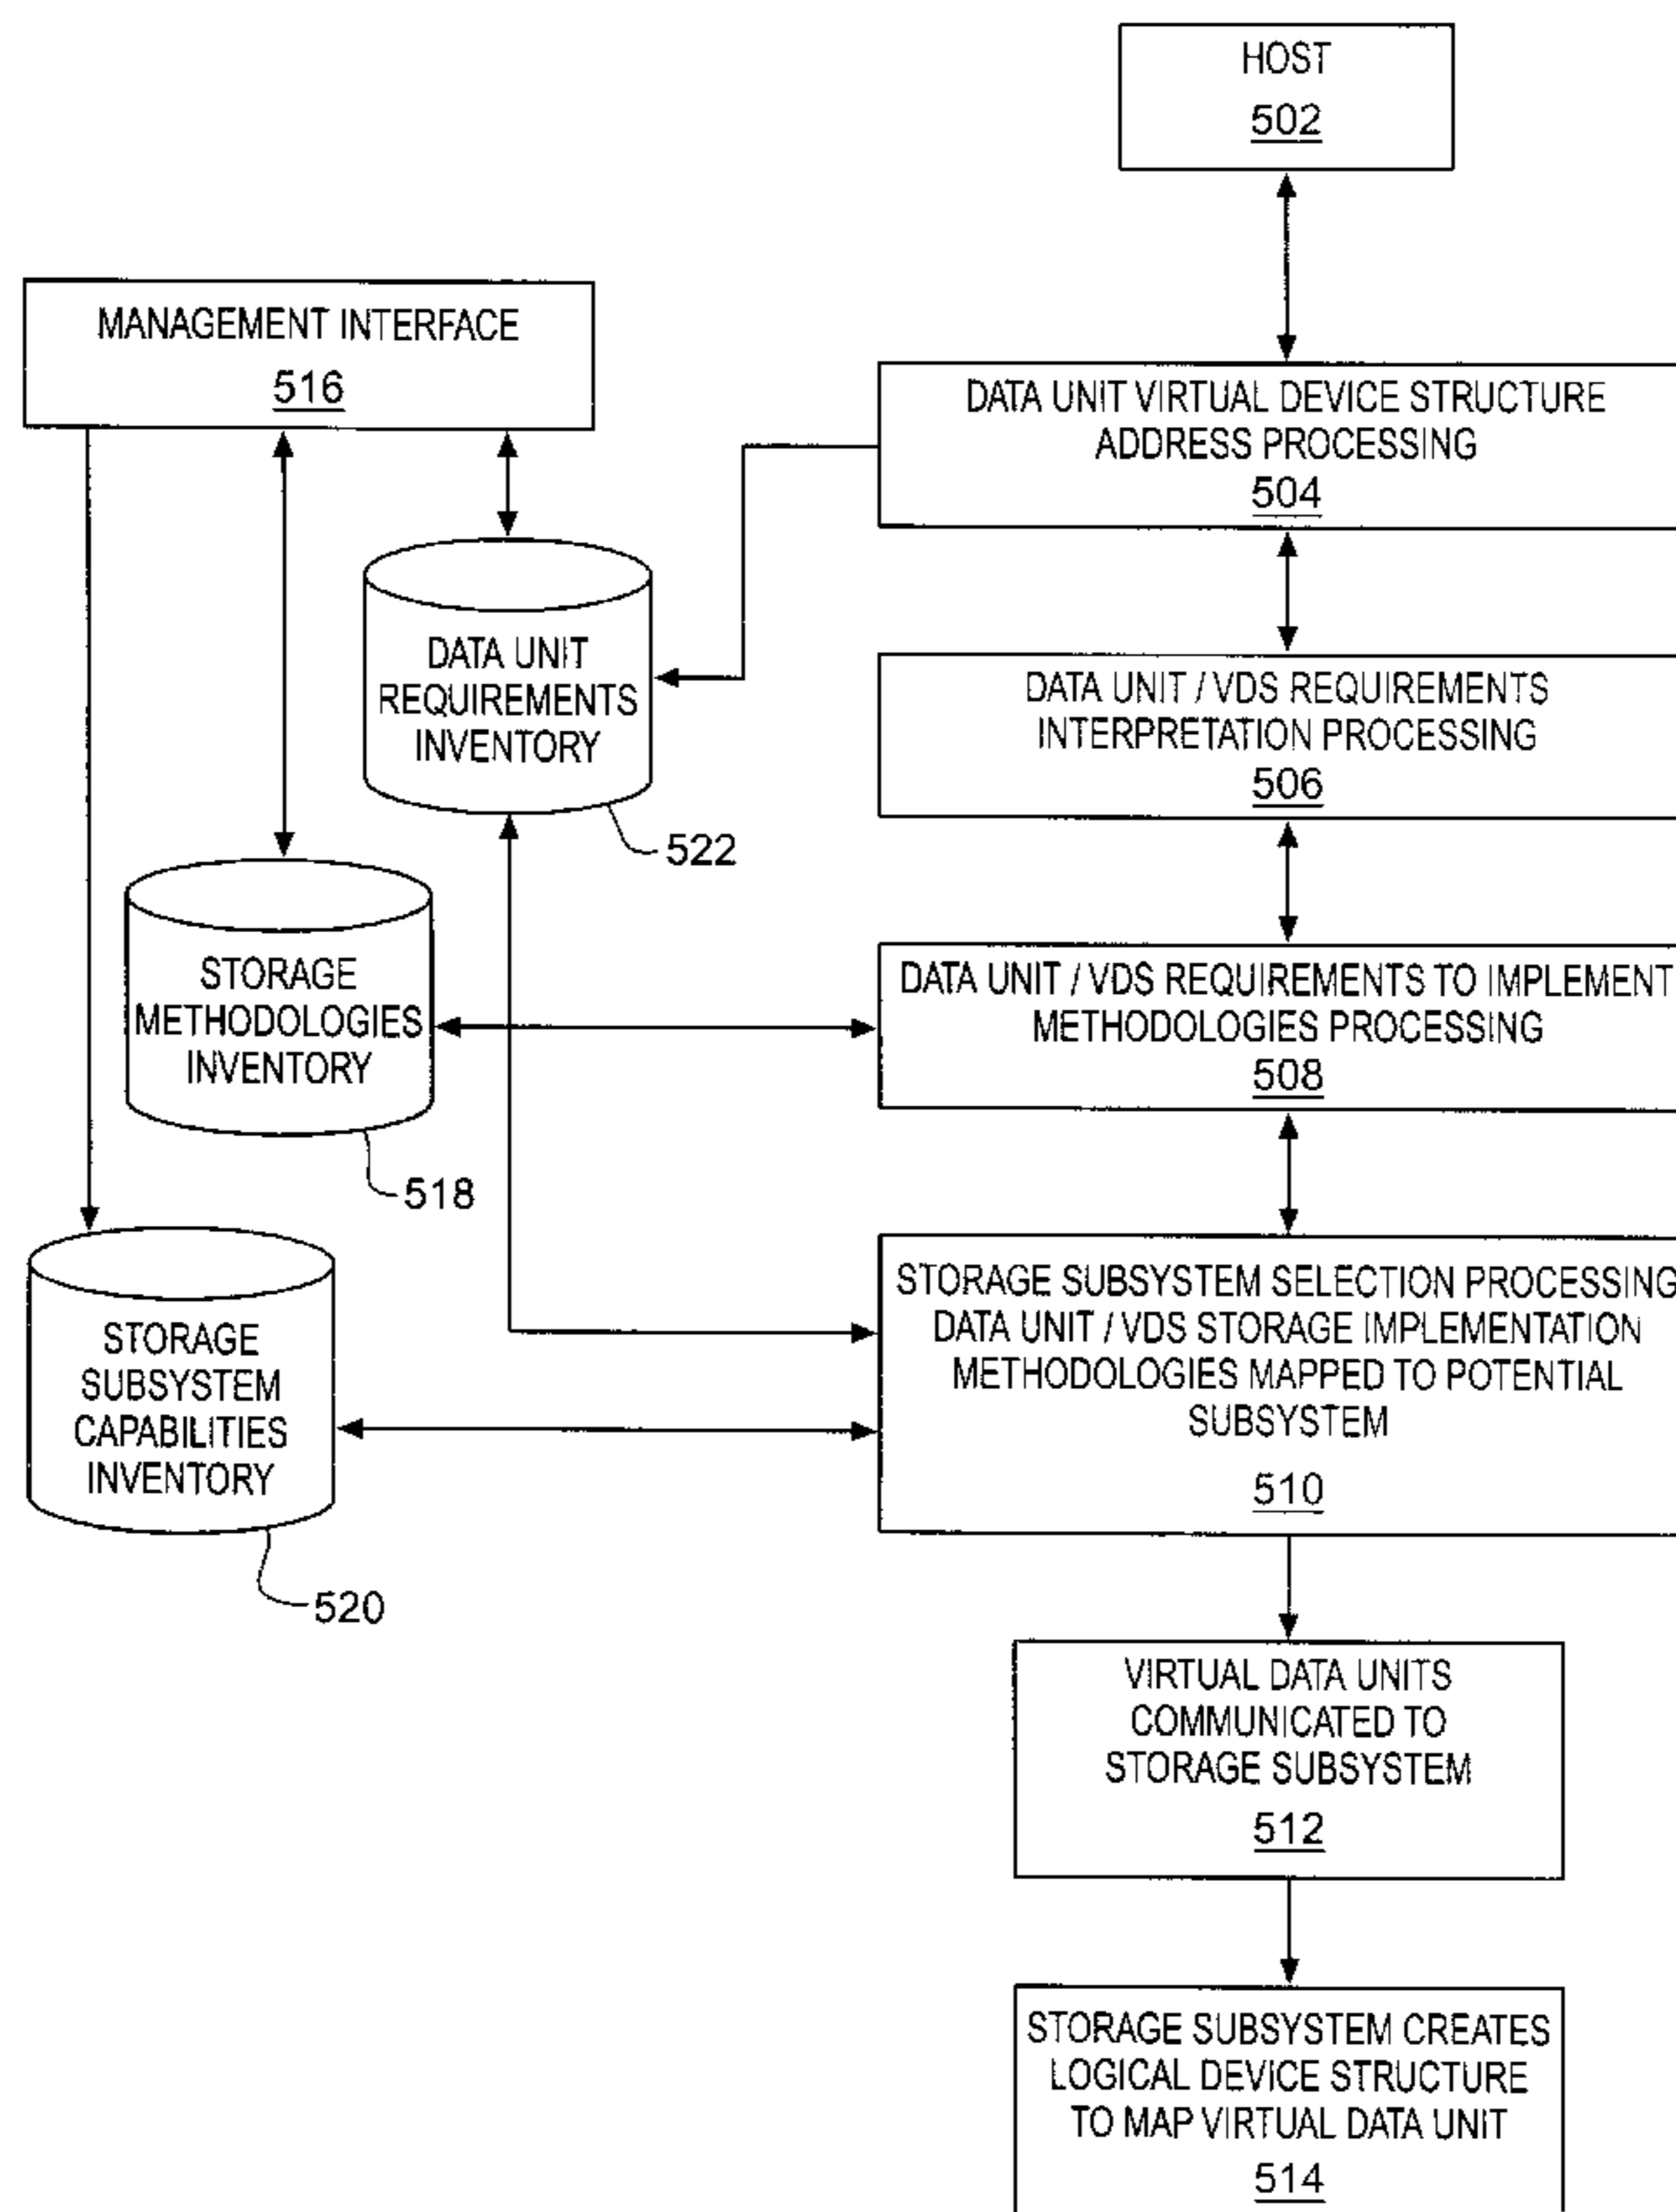 HOST
502
MANAGEMENT INTERFACE
516
DATA UNIT VIRTUAL DEVICE STRUCTURE
ADDRESS PROCESSING
504
DATA UNIT
REQUIREMENTS
INVENTORY
522
DATA UNIT / VDS REQUIREMENTS
INTERPRETATION PROCESSING
506
STORAGE
METHODOLOGIES
INVENTORY
518
DATA UNIT / VDS REQUIREMENTS TO IMPLEMENT
METHODOLOGIES PROCESSING
508
STORAGE
SUBSYSTEM
CAPABILITIES
INVENTORY
520
STORAGE SUBSYSTEM SELECTION PROCESSING
DATA UNIT / VDS STORAGE IMPLEMENTATION
METHODOLOGIES MAPPED TO POTENTIAL
SUBSYSTEM
510
VIRTUAL DATA UNITS
COMMUNICATED TO
STORAGE SUBSYSTEM
512
STORAGE SUBSYSTEM CREATES
LOGICAL DEVICE STRUCTURE
TO MAP VIRTUAL DATA UNIT
514